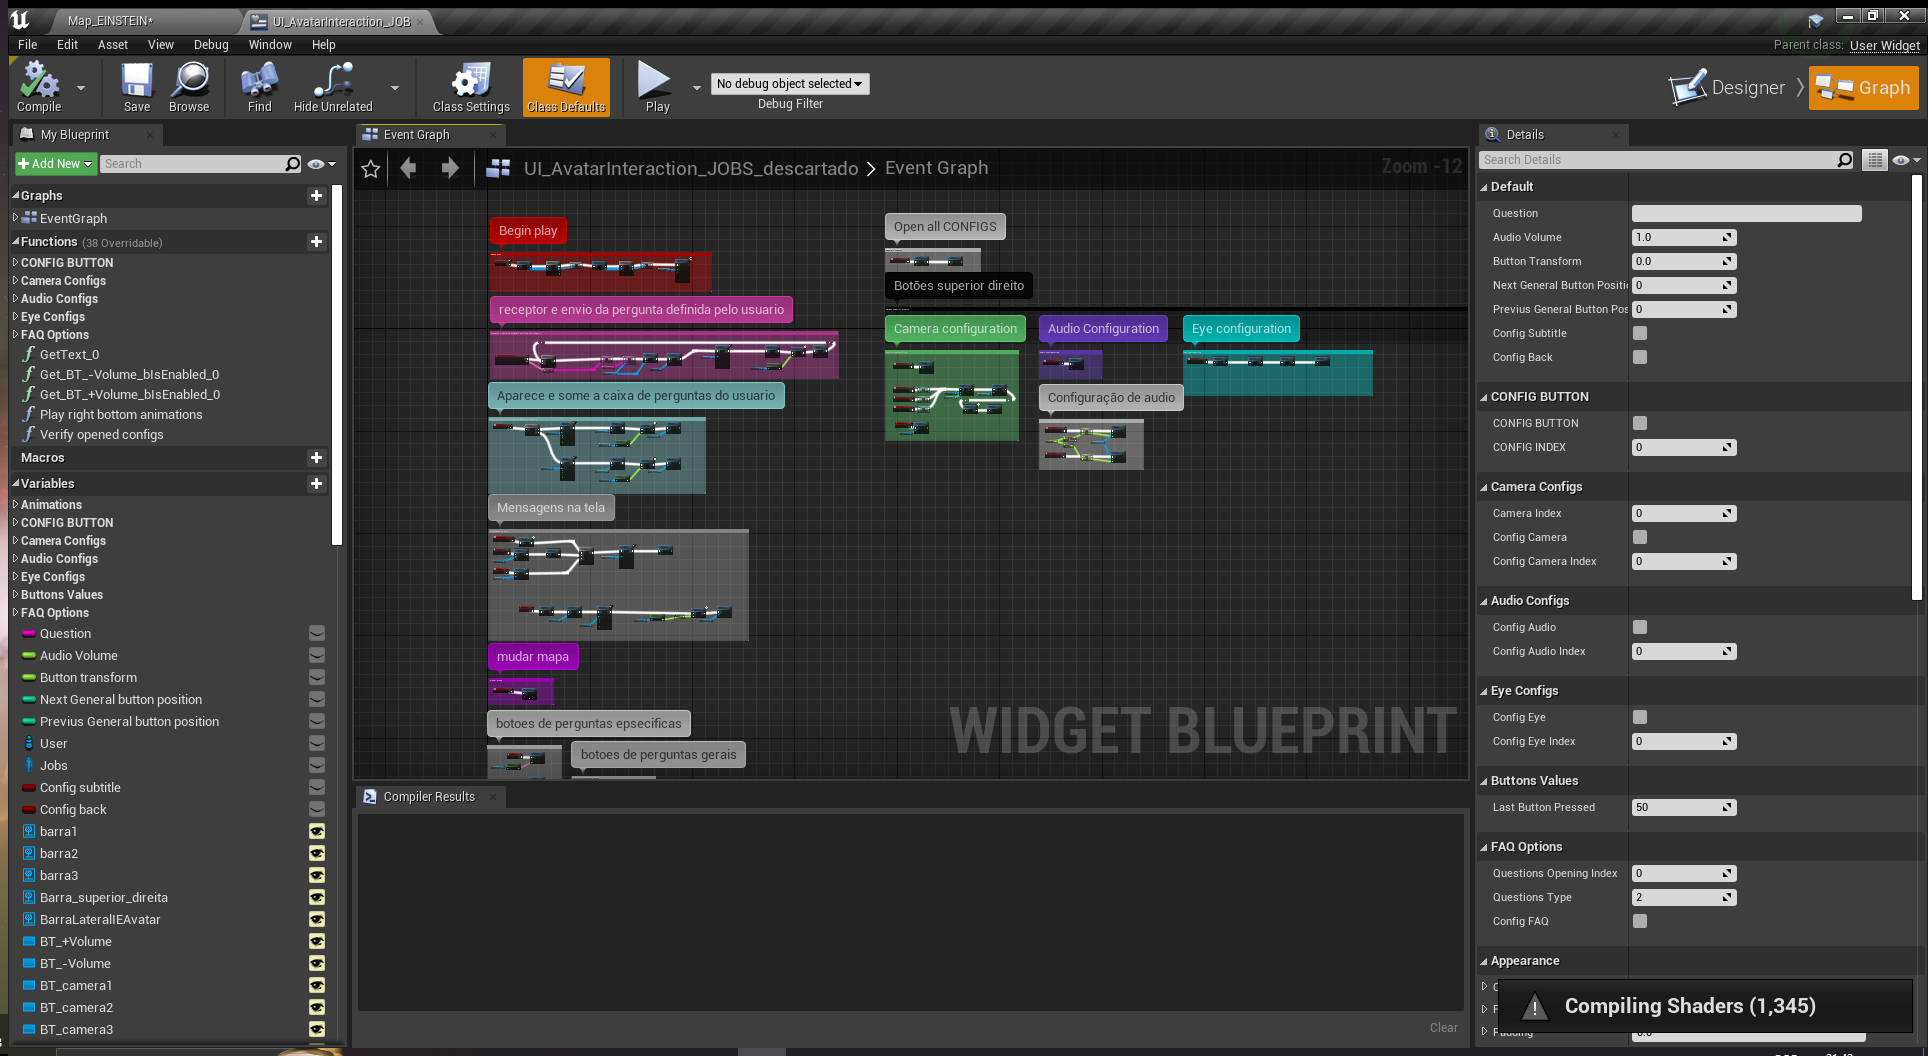 Map_EINSTEIN*
UI_AvatarInteraction_JOB
File Edit Asset View Debug Window Help
Parent class: User Widget
Compile
Save
Browse
Find
Hide Unrelated
Class Settings
Class Defaults
Play
No debug object selected
Debug Filter
Designer
Graph
My Blueprint
Add New
Search
Graphs
EventGraph
Functions (38 Overridable)
CONFIG BUTTON
Camera Configs
Audio Configs
Eye Configs
FAQ Options
GetText_0
Get_BT_-Volume_bIsEnabled_0
Get_BT_+Volume_bIsEnabled_0
Play right bottom animations
Verify opened configs
Macros
Variables
Animations
CONFIG BUTTON
Camera Configs
Audio Configs
Eye Configs
Buttons Values
FAQ Options
Question
Audio Volume
Button transform
Next General button position
Previus General button position
User
Jobs
Config subtitle
Config back
barra1
barra2
barra3
Barra_superior_direita
BarraLateralIEAvatar
BT_+Volume
BT_-Volume
BT_camera1
BT_camera2
BT_camera3
Event Graph
UI_AvatarInteraction_JOBS_descartado > Event Graph
Zoom -12
Begin play
receptor e envio da pergunta definida pelo usuario
Aparece e some a caixa de perguntas do usuario
Mensagens na tela
mudar mapa
botoes de perguntas epsecificas
botoes de perguntas gerais
Open all CONFIGS
Botões superior direito
Camera configuration
Audio Configuration
Eye configuration
Configuração de audio
WIDGET BLUEPRINT
Compiler Results
Clear
Details
Search Details
Default
Question
Audio Volume 1.0
Button Transform 0.0
Next General Button Positi 0
Previus General Button Pos 0
Config Subtitle
Config Back
CONFIG BUTTON
CONFIG BUTTON
CONFIG INDEX 0
Camera Configs
Camera Index 0
Config Camera
Config Camera Index 0
Audio Configs
Config Audio
Config Audio Index 0
Eye Configs
Config Eye
Config Eye Index 0
Buttons Values
Last Button Pressed 50
FAQ Options
Questions Opening Index 0
Questions Type 2
Config FAQ
Appearance
Compiling Shaders (1,345)